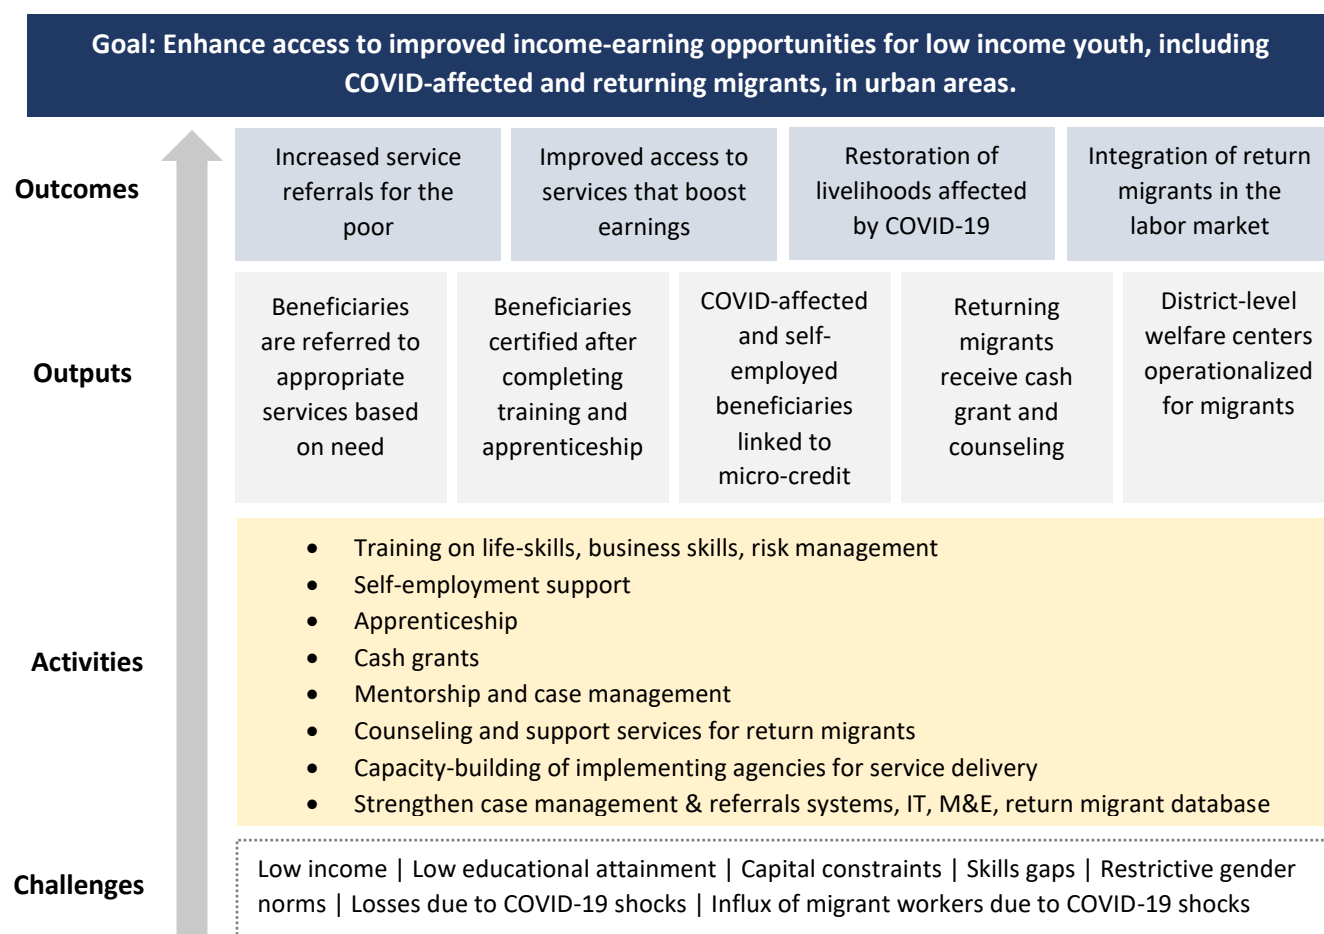 Goal: Enhance access to improved income-earning opportunities for low income youth, including
COVID-affected and returning migrants, in urban areas.
Outcomes
Increased service
referrals for the
poor
Improved access to
services that boost
earnings
Restoration of
livelihoods affected
by COVID-19
Integration of return
migrants in the
labor market
Outputs
Beneficiaries
are referred to
appropriate
services based
on need
Beneficiaries
certified after
completing
training and
apprenticeship
COVID-affected
and self-
employed
beneficiaries
linked to
micro-credit
Returning
migrants
receive cash
grant and
counseling
District-level
welfare centers
operationalized
for migrants
Activities
• Training on life-skills, business skills, risk management
• Self-employment support
• Apprenticeship
• Cash grants
• Mentorship and case management
• Counseling and support services for return migrants
• Capacity-building of implementing agencies for service delivery
• Strengthen case management & referrals systems, IT, M&E, return migrant database
Challenges
Low income | Low educational attainment | Capital constraints | Skills gaps | Restrictive gender
norms | Losses due to COVID-19 shocks | Influx of migrant workers due to COVID-19 shocks